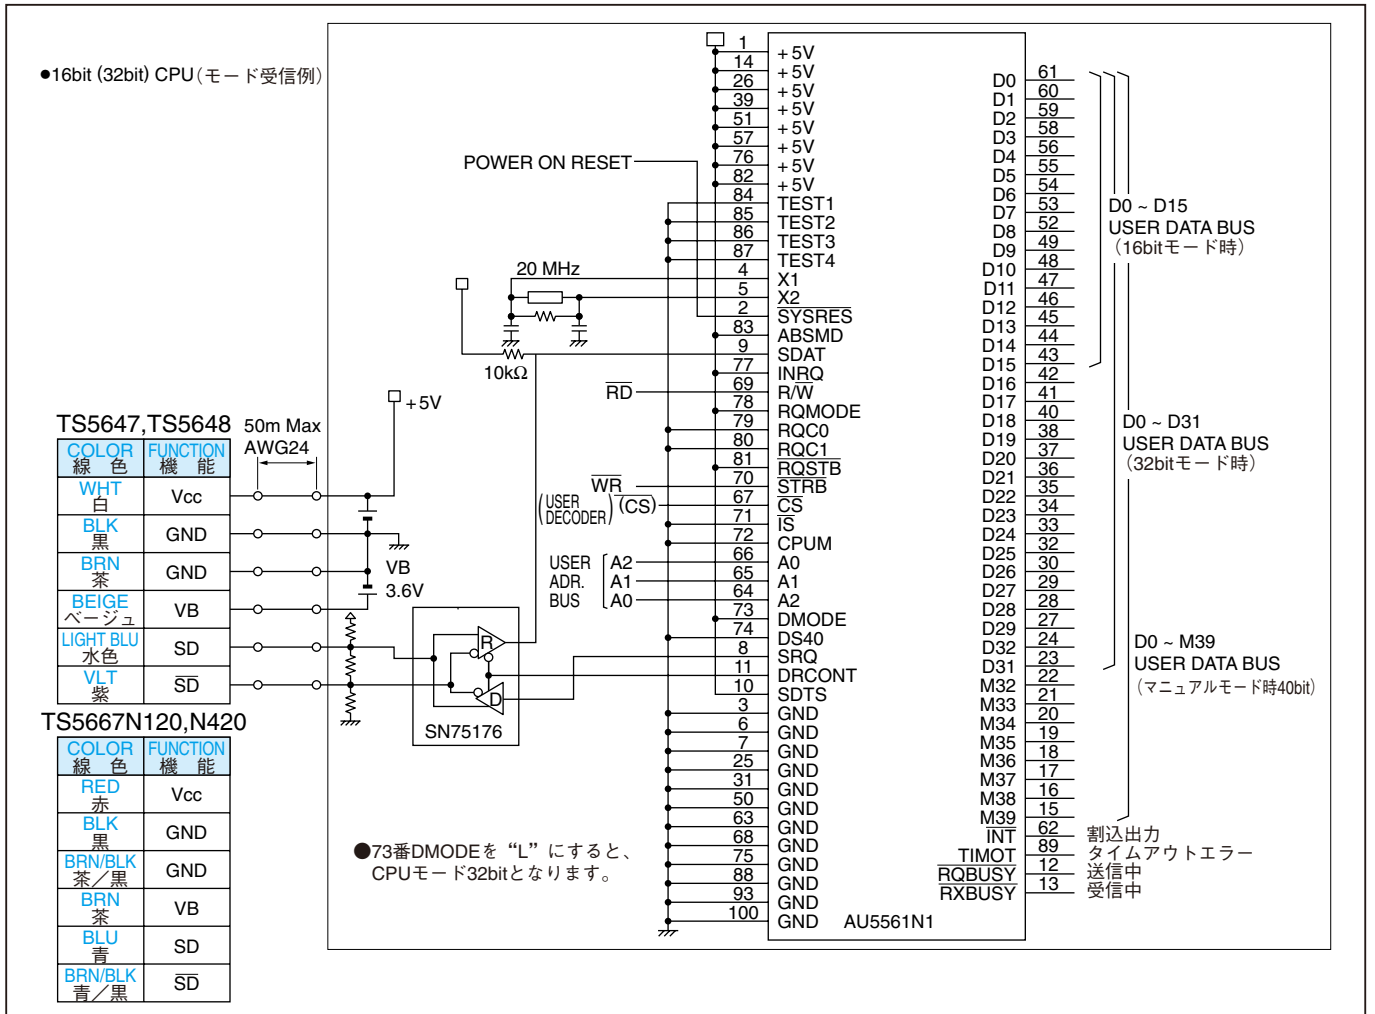 ●16bit (32bit) CPU(モード受信例)
POWER ON RESET
20 MHz
10kΩ
+5V
RD
WR
(CS)
(USER DECODER)
USER ADR. BUS
A2
A1
A0
TS5647,TS5648
50m Max
AWG24
COLOR 線 色 FUNCTION 機 能
WHT 白 Vcc
BLK 黒 GND
BRN 茶 GND
BEIGE ベージュ VB
LIGHT BLU 水色 SD
VLT 紫 SD
VB
3.6V
R
D
SN75176
TS5667N120,N420
COLOR 線 色 FUNCTION 機 能
RED 赤 Vcc
BLK 黒 GND
BRN/BLK 茶/黒 GND
BRN 茶 VB
BLU 青 SD
BRN/BLK 青/黒 SD
●73番DMODEを“L”にすると、
CPUモード32bitとなります。
1 +5V
14 +5V
26 +5V
39 +5V
51 +5V
57 +5V
76 +5V
82 +5V
84 TEST1
85 TEST2
86 TEST3
87 TEST4
4 X1
5 X2
2 SYSRES
83 ABSMD
9 SDAT
77 INRQ
69 R/W
78 RQMODE
79 RQC0
80 RQC1
81 RQSTB
70 STRB
67 CS
71 IS
72 CPUM
66 A0
65 A1
64 A2
73 DMODE
74 DS40
8 SRQ
11 DRCONT
10 SDTS
3 GND
6 GND
7 GND
25 GND
31 GND
50 GND
63 GND
68 GND
75 GND
88 GND
93 GND
100 GND
AU5561N1
D0 61
D1 60
D2 59
D3 58
D4 56
D5 55
D6 54
D7 53
D8 52
D9 49
D10 48
D11 47
D12 46
D13 45
D14 44
D15 43
D16 42
D17 41
D18 40
D19 38
D20 37
D21 36
D22 35
D23 34
D24 33
D25 32
D26 30
D27 29
D28 28
D29 27
D32 24
D31 23
M32 22
M33 21
M34 20
M35 19
M36 18
M37 17
M38 16
M39 15
INT 62 割込出力
TIMOT 89 タイムアウトエラー
RQBUSY 12 送信中
RXBUSY 13 受信中
D0 ~ D15
USER DATA BUS
(16bitモード時)
D0 ~ D31
USER DATA BUS
(32bitモード時)
D0 ~ M39
USER DATA BUS
(マニュアルモード時40bit)